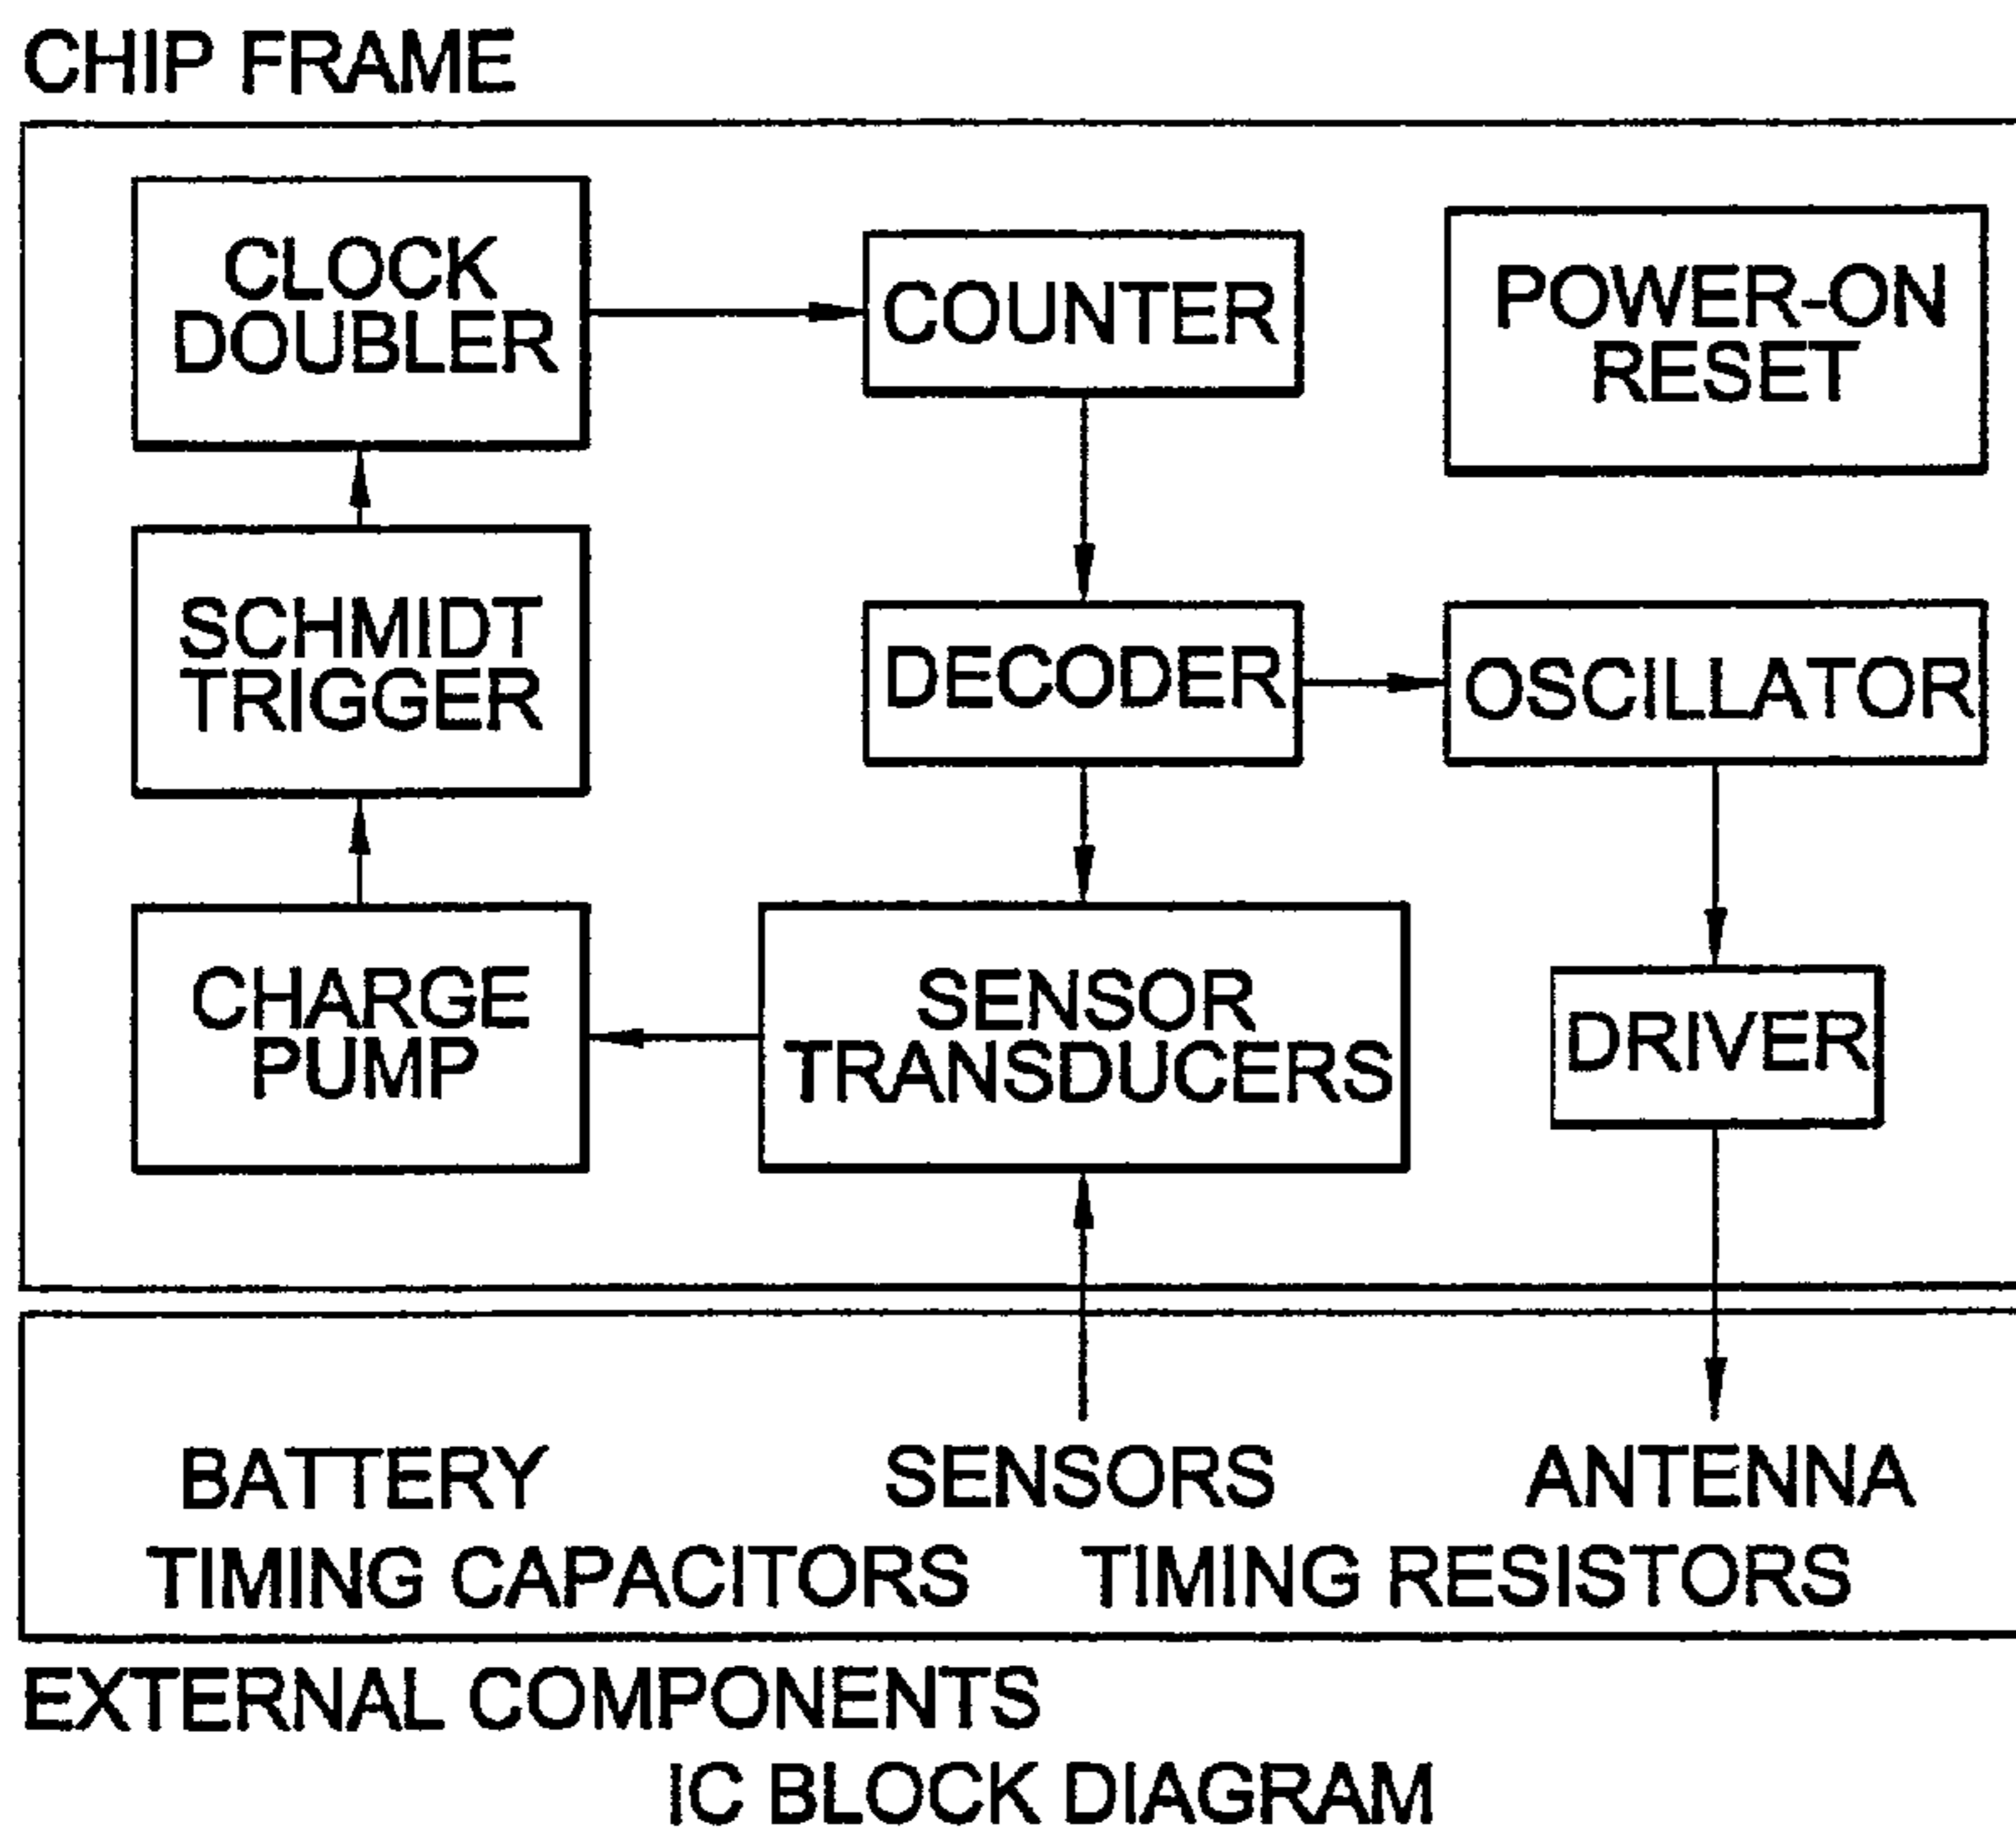 CHIP FRAME
CLOCK
DOUBLER
COUNTER
POWER-ON
RESET
SCHMIDT
TRIGGER
DECODER
OSCILLATOR
CHARGE
PUMP
SENSOR
TRANSDUCERS
DRIVER
BATTERY
SENSORS
ANTENNA
TIMING CAPACITORS
TIMING RESISTORS
EXTERNAL COMPONENTS
IC BLOCK DIAGRAM